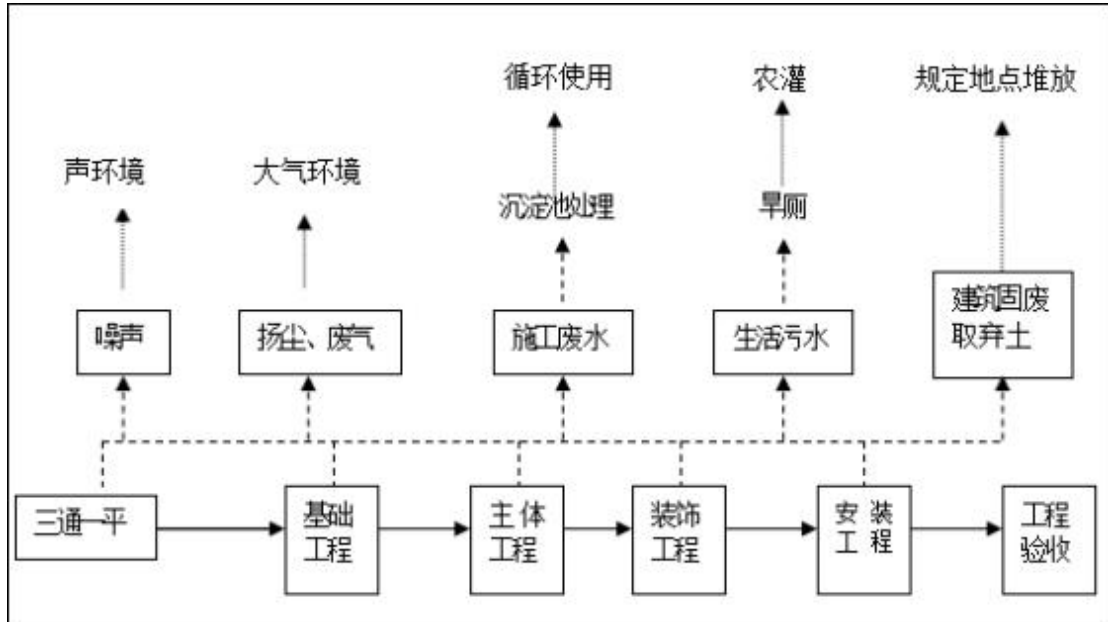 循环使用
农灌
规定地点堆放
声环境
大气环境
沉淀池处理
旱厕
噪声
扬尘、废气
施工废水
生活污水
建筑固废
取弃土
三通一平
基础
工程
主体
工程
装饰
工程
安装
工程
工程
验收